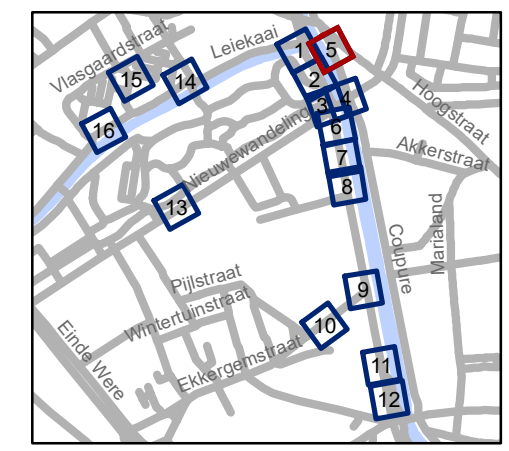 Vlasgaardstraat
Leiekaai
1
5
15
14
2
3
4
Hoogstraat
16
Nieuwewandeling
6
Akkerstraat
7
8
13
Marialand
Coupure
Pijlstraat
9
Wintertuinstraat
10
Einde Were
Ekkergemstraat
11
12